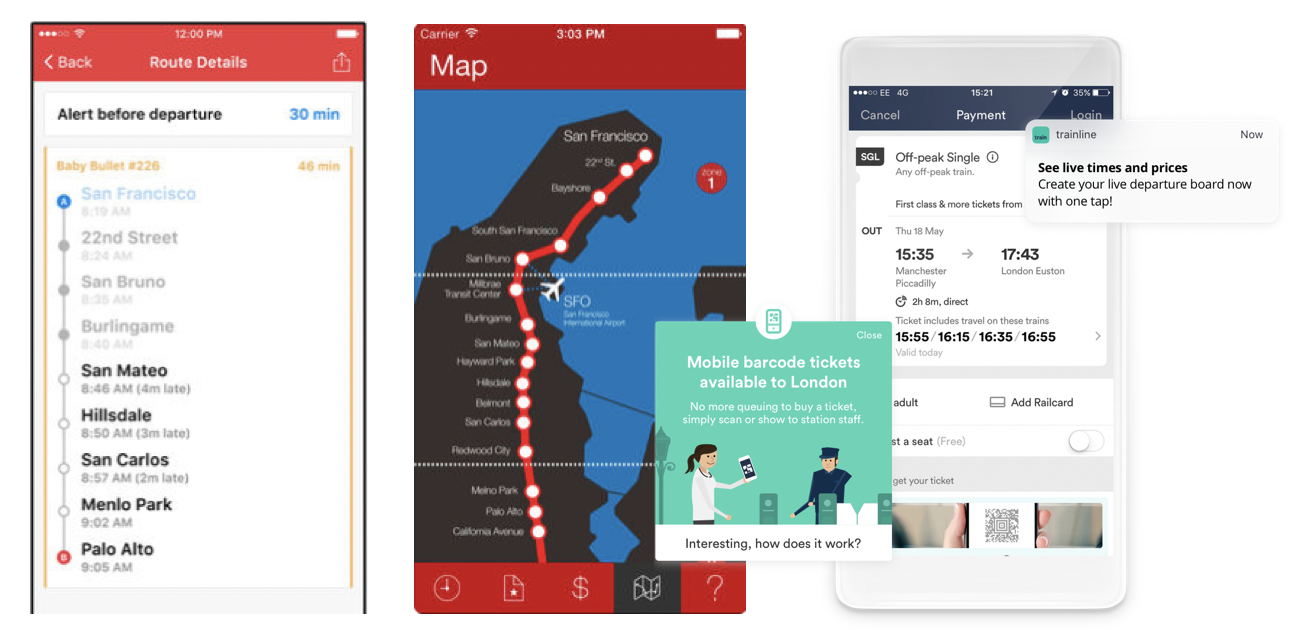 12:00 PM
Back
Route Details
Alert before departure
30 min
Baby Bullet #226
46 min
A
San Francisco
8:19 AM
22nd Street
8:24 AM
San Bruno
8:35 AM
Burlingame
8:40 AM
San Mateo
8:46 AM (4m late)
Hillsdale
8:50 AM (3m late)
San Carlos
8:57 AM (2m late)
Menlo Park
9:02 AM
B
Palo Alto
9:05 AM
Carrier
3:03 PM
Map
San Francisco
22nd St.
Bayshore
zone
1
South San Francisco
San Bruno
Millbrae
Transit Center
SFO
San Francisco
International Airport
Burlingame
San Mateo
Hayward Park
Hillsdale
Belmont
San Carlos
Redwood City
Melno Park
Palo Alto
California Avenue
$
?
Close
Mobile barcode tickets
available to London
No more queuing to buy a ticket,
simply scan or show to station staff.
Interesting, how does it work?
EE 4G
15:21
35%
Cancel
Payment
Login
train
trainline
Now
See live times and prices
Create your live departure board now
with one tap!
SGL
Off-peak Single
Any off-peak train.
First class & more tickets from
OUT
Thu 18 May
15:35
17:43
Manchester
Piccadilly
London Euston
2h 8m, direct
Ticket includes travel on these trains
15:55 / 16:15 / 16:35 / 16:55
Valid today
adult
Add Railcard
st a seat (Free)
get your ticket